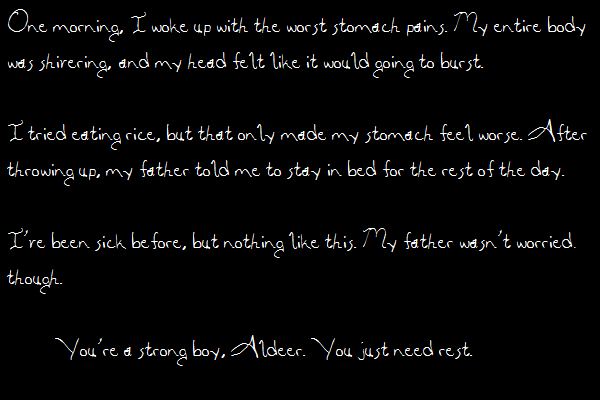 One morning, I woke up with the worst stomach pains. My entire body
was shirering, and my head felt like it would going to burst.
I tried eating rice, but that only made my stomach feel worse. After
throwing up, my father told me to stay in bed for the rest of the day.
I're been sick before, but nothing like this. My father wasn't worried.
though.
You're a strong boy, Aldeer. You just need rest.